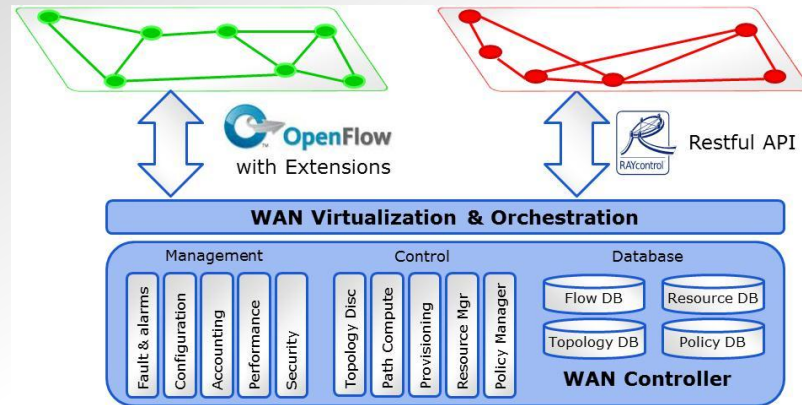 OpenFlow
TM
with Extensions
RAYcontrol
Restful API
WAN Virtualization & Orchestration
Management
Fault & alarms
Configuration
Accounting
Performance
Security
Control
Topology Disc
Path Compute
Provisioning
Resource Mgr
Policy Manager
Database
Flow DB
Resource DB
Topology DB
Policy DB
WAN Controller